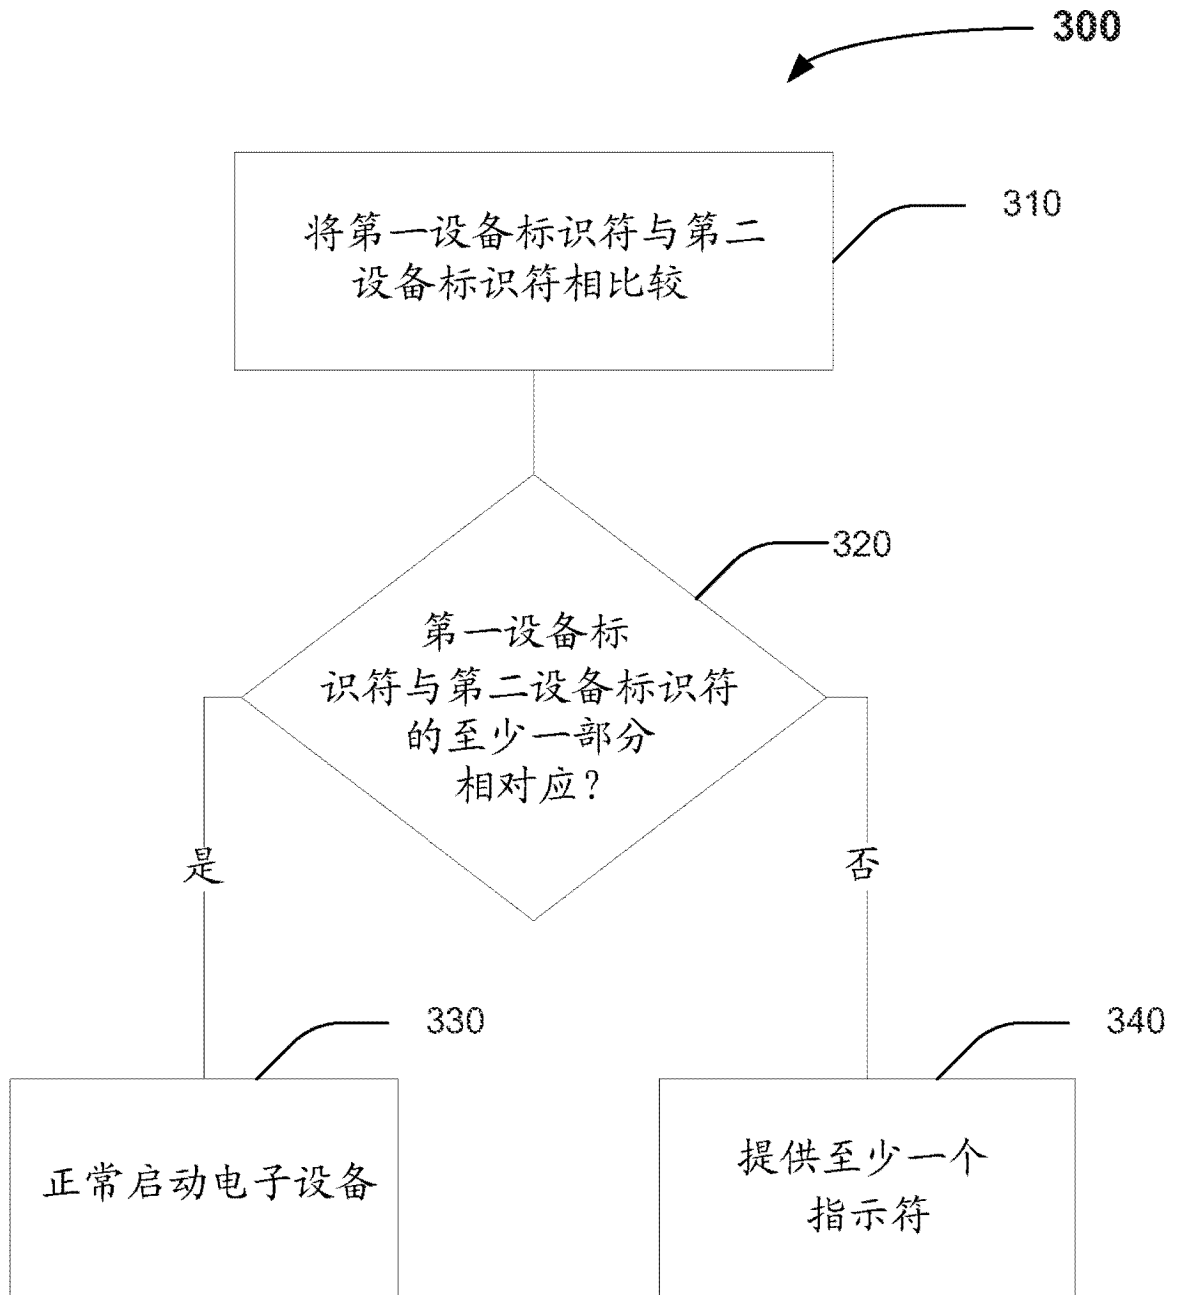 300
将第一设备标识符与第二
设备标识符相比较
310
320
第一设备标
识符与第二设备标识符
的至少一部分
相对应?
是
否
330
340
正常启动电子设备
提供至少一个
指示符